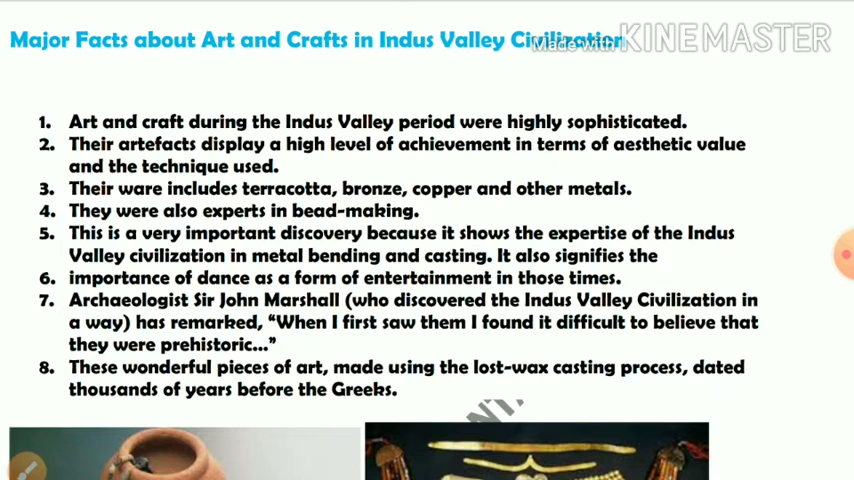 Major Facts about Art and Crafts in Indus Valley Civilization
Made with KINEMASTER
1. Art and craft during the Indus Valley period were highly sophisticated.
2. Their artefacts display a high level of achievement in terms of aesthetic value
and the technique used.
3. Their ware includes terracotta, bronze, copper and other metals.
4. They were also experts in bead-making.
5. This is a very important discovery because it shows the expertise of the Indus
Valley civilization in metal bending and casting. It also signifies the
6. importance of dance as a form of entertainment in those times.
7. Archaeologist Sir John Marshall (who discovered the Indus Valley Civilization in
a way) has remarked, “When I first saw them I found it difficult to believe that
they were prehistoric...”
8. These wonderful pieces of art, made using the lost-wax casting process, dated
thousands of years before the Greeks.